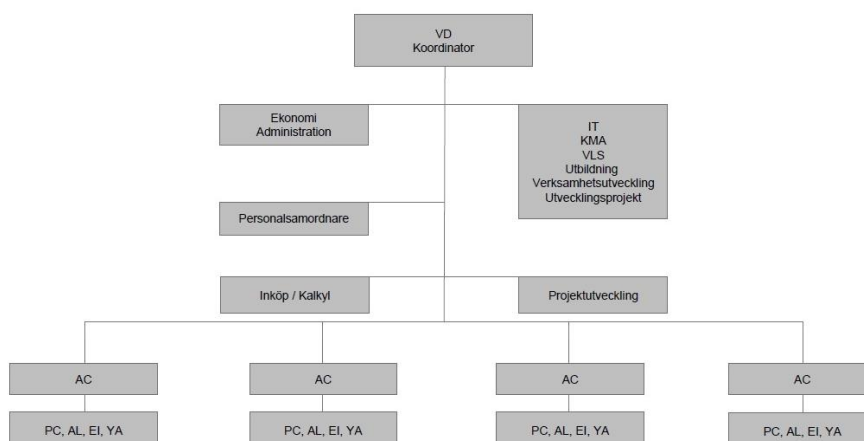 VD
Koordinator
Ekonomi
Administration
IT
KMA
VLS
Utbildning
Verksamhetsutveckling
Utvecklingsprojekt
Personalsamordnare
Inköp / Kalkyl
Projektutveckling
AC
AC
AC
AC
PC, AL, EI, YA
PC, AL, EI, YA
PC, AL, EI, YA
PC, AL, EI, YA